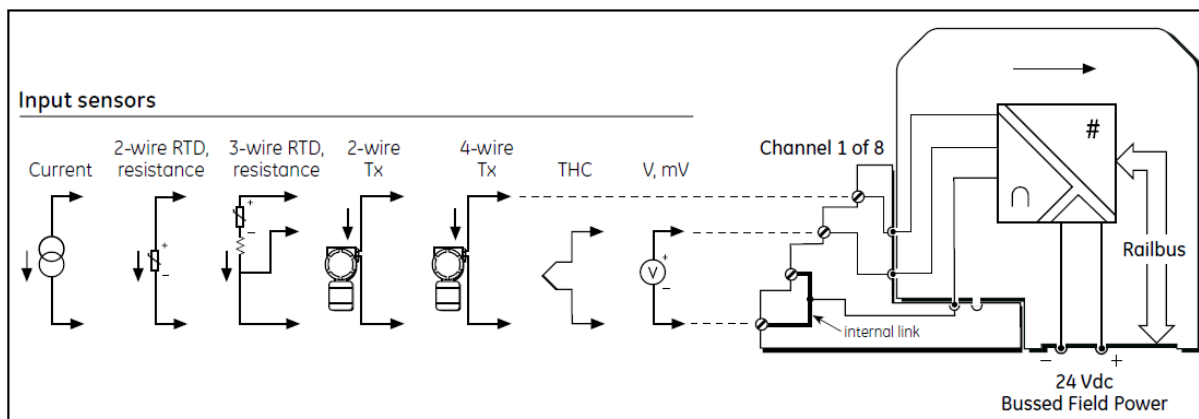 Input sensors
Current
2-wire RTD,
resistance
3-wire RTD,
resistance
2-wire
Tx
4-wire
Tx
THC
V, mV
Channel 1 of 8
+
-
+
-
V
+
-
internal link
#
∩
Railbus
- +
24 Vdc
Bussed Field Power